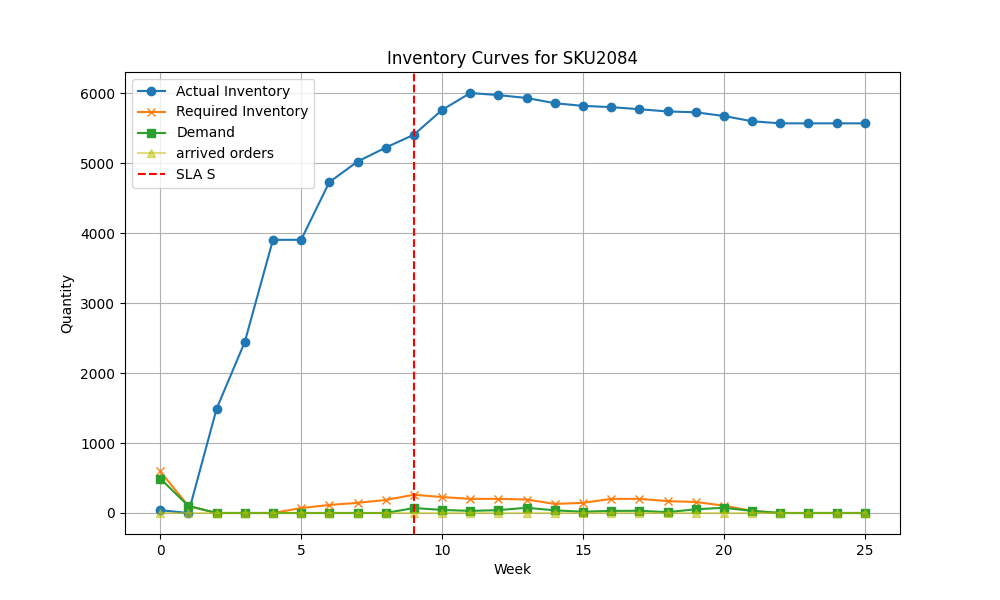 Inventory Curves for SKU2084
Actual Inventory
Required Inventory
Demand
arrived orders
SLA S
6000
5000
4000
3000
2000
1000
0
Quantity
0 5 10 15 20 25
Week